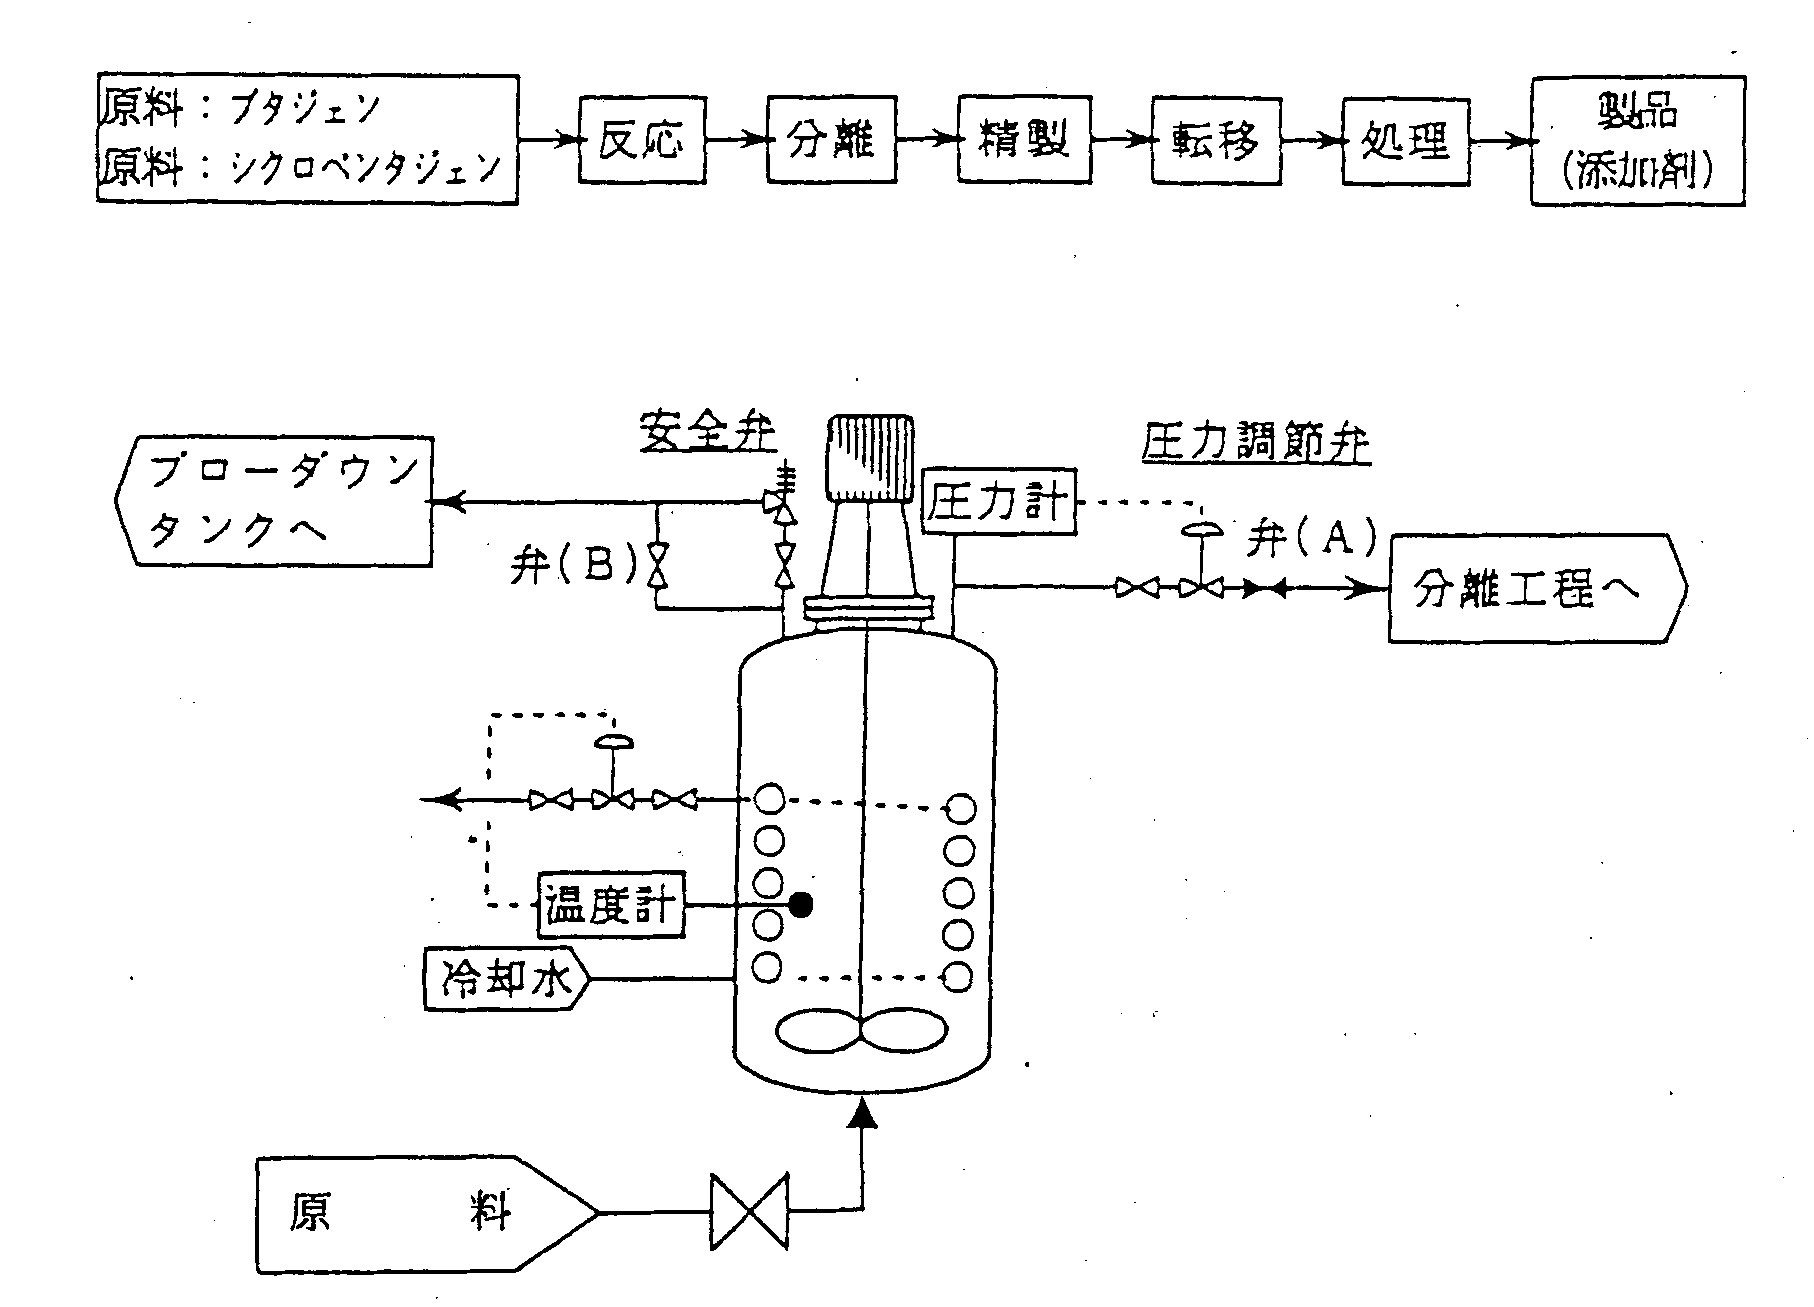 原料：ブタジェン
原料：シクロペンタジェン
反応
分離
精製
転移
処理
製品
(添加剤)
安全弁
圧力調節弁
ブローダウン
タンクへ
圧力計
弁(B)
弁(A)
分離工程へ
温度計
冷却水
原　料